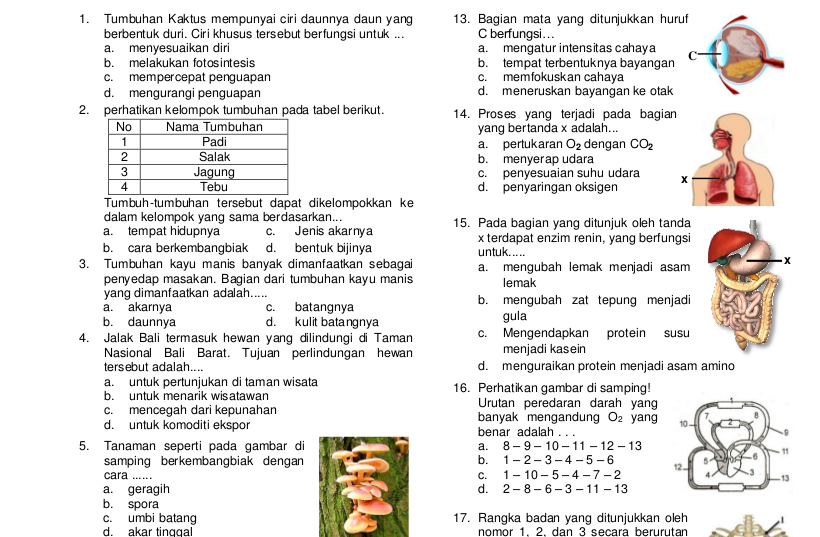 1. Tumbuhan Kaktus mempunyai ciri daunnya daun yang
berbentuk duri. Ciri khusus tersebut berfungsi untuk ...
a. menyesuaikan diri
b. melakukan fotosintesis
c. mempercepat penguapan
d. mengurangi penguapan
2. perhatikan kelompok tumbuhan pada tabel berikut.
No Nama Tumbuhan
1 Padi
2 Salak
3 Jagung
4 Tebu
Tumbuh-tumbuhan tersebut dapat dikelompokkan ke
dalam kelompok yang sama berdasarkan...
a. tempat hidupnya c. Jenis akarnya
b. cara berkembangbiak d. bentuk bijinya
3. Tumbuhan kayu manis banyak dimanfaatkan sebagai
penyedap masakan. Bagian dari tumbuhan kayu manis
yang dimanfaatkan adalah.....
a. akarnya c. batangnya
b. daunnya d. kulit batangnya
4. Jalak Bali termasuk hewan yang dilindungi di Taman
Nasional Bali Barat. Tujuan perlindungan hewan
tersebut adalah....
a. untuk pertunjukan di taman wisata
b. untuk menarik wisatawan
c. mencegah dari kepunahan
d. untuk komoditi ekspor
5. Tanaman seperti pada gambar di
samping berkembangbiak dengan
cara ......
a. geragih
b. spora
c. umbi batang
d. akar tinggal
13. Bagian mata yang ditunjukkan huruf
C berfungsi...
a. mengatur intensitas cahaya
b. tempat terbentuknya bayangan
c. memfokuskan cahaya
d. meneruskan bayangan ke otak
C
14. Proses yang terjadi pada bagian
yang bertanda x adalah...
a. pertukaran O2 dengan CO2
b. menyerap udara
c. penyesuaian suhu udara
d. penyaringan oksigen
x
15. Pada bagian yang ditunjuk oleh tanda
x terdapat enzim renin, yang berfungsi
untuk.....
a. mengubah lemak menjadi asam
lemak
b. mengubah zat tepung menjadi
gula
c. Mengendapkan protein susu
menjadi kasein
d. menguraikan protein menjadi asam amino
x
16. Perhatikan gambar di samping!
Urutan peredaran darah yang
banyak mengandung O2 yang
benar adalah . . .
a. 8 – 9 – 10 – 11 – 12 – 13
b. 1 – 2 – 3 – 4 – 5 – 6
c. 1 – 10 – 5 – 4 – 7 – 2
d. 2 – 8 – 6 – 3 – 11 – 13
1
7 2 8
10 9
5 6 11
12 4 3 13
17. Rangka badan yang ditunjukkan oleh
nomor 1, 2, dan 3 secara berurutan
1